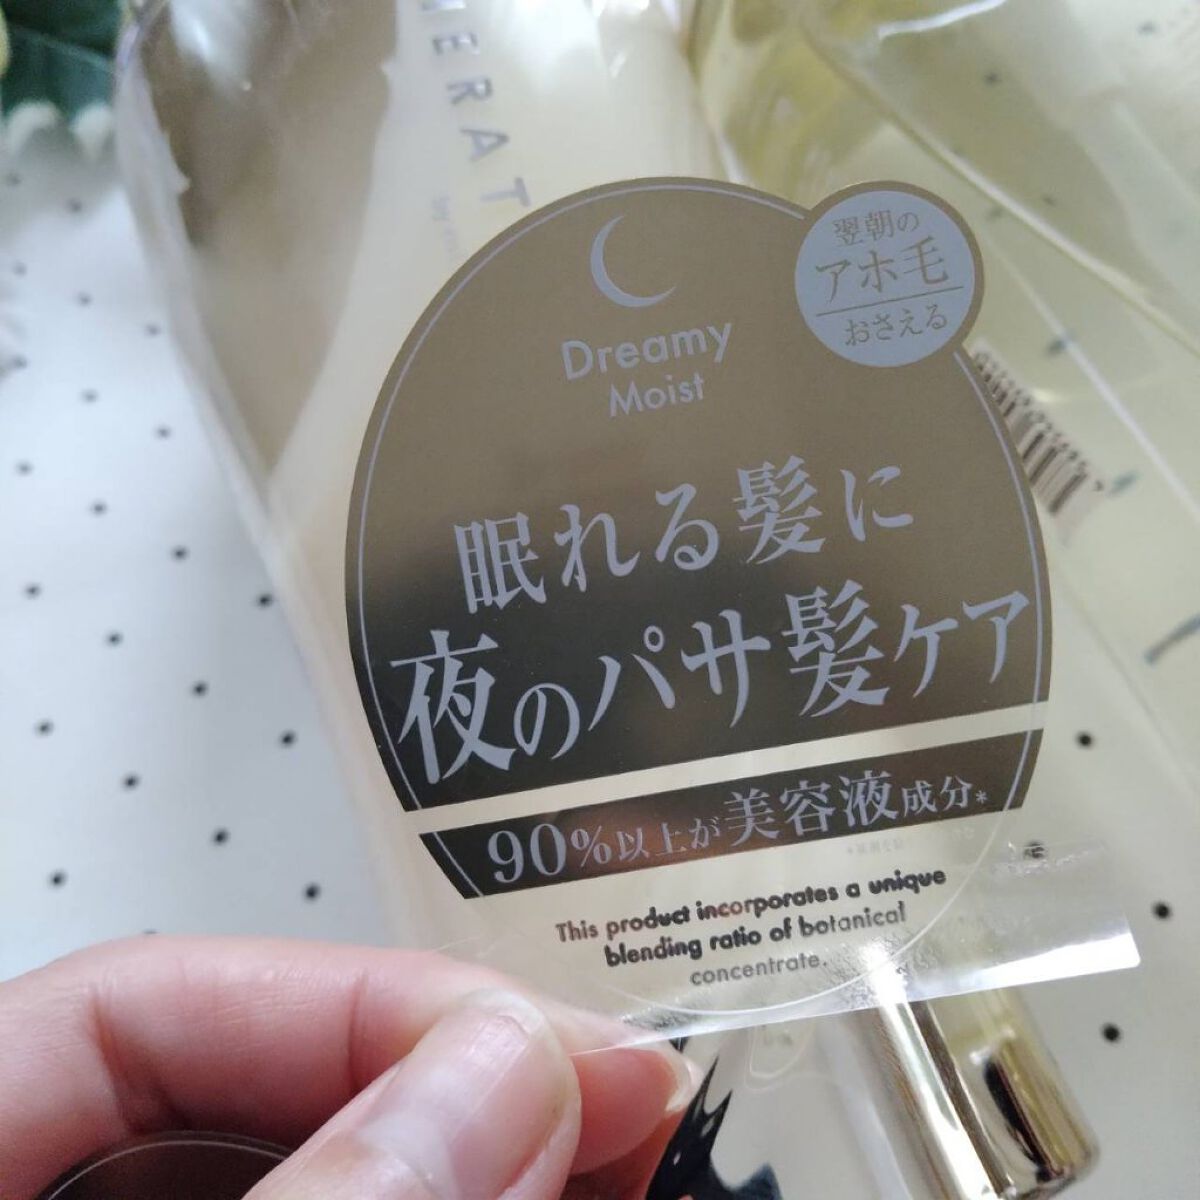 NERAT
翌朝の
アホ毛
おさえる
Dreamy
Moist
眠れる髪に
夜のパサ髪ケア
90%以上が美容液成分*
This product incorporates a unique
blending ratio of botanical
concentrate.